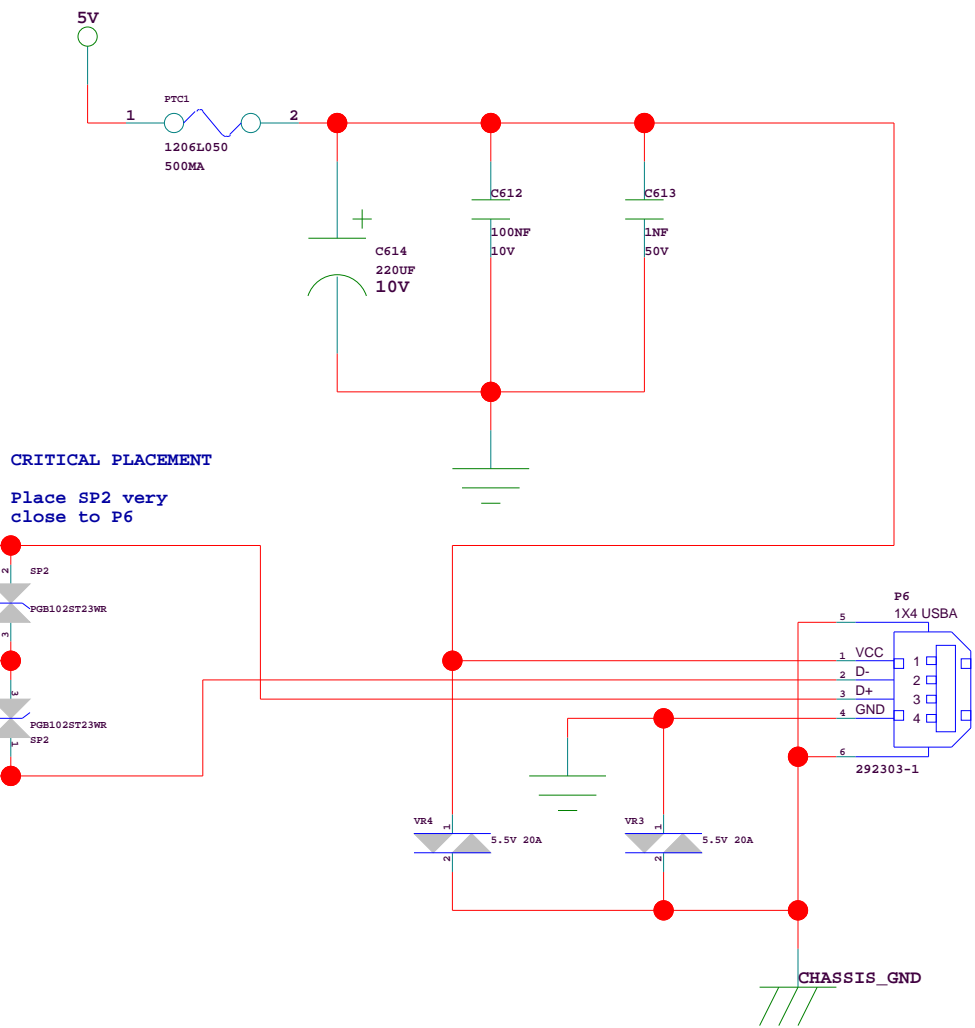 5V
PTC1
1 2
1206L050
500MA
C612
C613
100NF
10V
1NF
50V
C614
220UF
10V
CRITICAL PLACEMENT
Place SP2 very
close to P6
2
SP2
PGB102ST23WR
3
3
PGB102ST23WR
SP2
1
P6
1X4 USBA
5
1 VCC
2 D-
3 D+
4 GND
6
1
2
3
4
292303-1
VR4
1
5.5V 20A
2
VR3
1
5.5V 20A
2
CHASSIS_GND